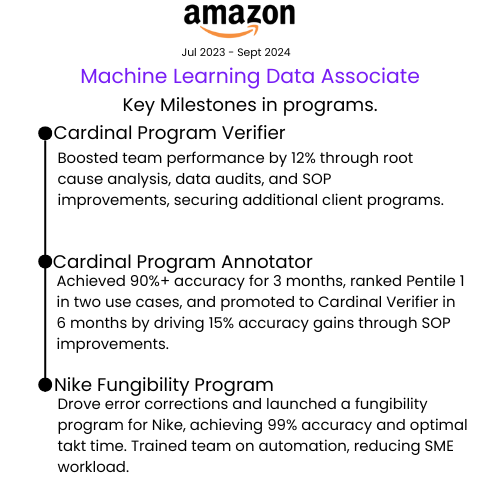 amazon
Jul 2023 - Sept 2024
Machine Learning Data Associate
Key Milestones in programs.
Cardinal Program Verifier
Boosted team performance by 12% through root
cause analysis, data audits, and SOP
improvements, securing additional client programs.
Cardinal Program Annotator
Achieved 90%+ accuracy for 3 months, ranked Pentile 1
in two use cases, and promoted to Cardinal Verifier in
6 months by driving 15% accuracy gains through SOP
improvements.
Nike Fungibility Program
Drove error corrections and launched a fungibility
program for Nike, achieving 99% accuracy and optimal
takt time. Trained team on automation, reducing SME
workload.